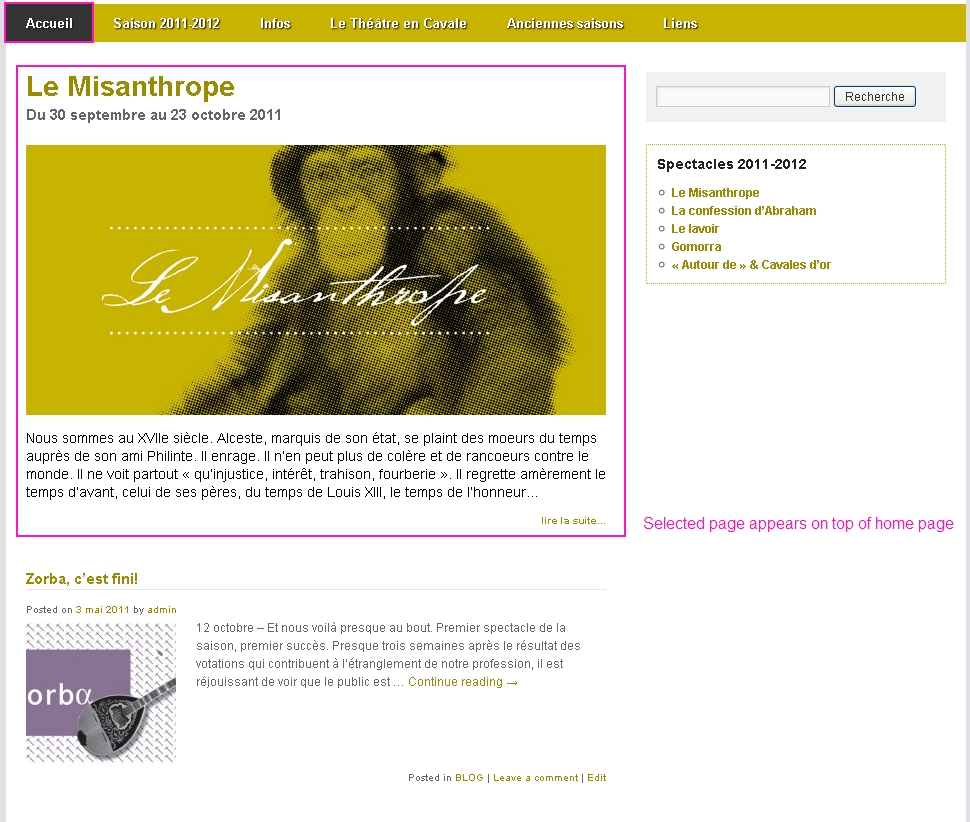 Accueil Saison 2011-2012 Infos Le Théâtre en Cavale Anciennes saisons Liens
Le Misanthrope
Du 30 septembre au 23 octobre 2011
Le Misanthrope
Nous sommes au XVIIe siècle. Alceste, marquis de son état, se plaint des moeurs du temps
auprès de son ami Philinte. Il enrage. Il n'en peut plus de colère et de rancoeurs contre le
monde. Il ne voit partout « qu'injustice, intérêt, trahison, fourberie ». Il regrette amèrement le
temps d'avant, celui de ses pères, du temps de Louis XIII, le temps de l'honneur...
lire la suite...
Zorba, c'est fini!
Posted on 3 mai 2011 by admin
orbα
12 octobre – Et nous voilà presque au bout. Premier spectacle de la
saison, premier succès. Presque trois semaines après le résultat des
votations qui contribuent à l'étranglement de notre profession, il est
réjouissant de voir que le public est … Continue reading →
Posted in BLOG | Leave a comment | Edit
Recherche
Spectacles 2011-2012
Le Misanthrope
La confession d'Abraham
Le lavoir
Gomorra
« Autour de » & Cavales d'or
Selected page appears on top of home page